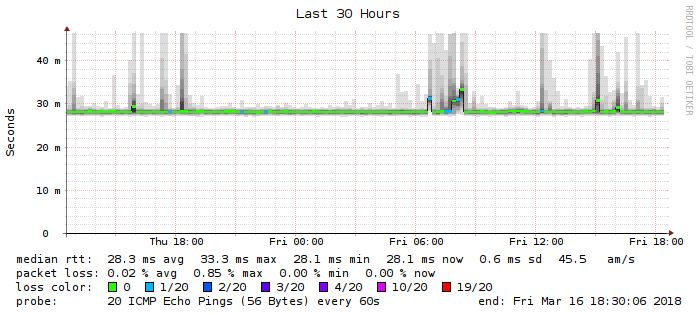 Last 30 Hours
RRDTOOL / TOBI OETIKER
Seconds
40 m
30 m
20 m
10 m
0
Thu 18:00 Fri 00:00 Fri 06:00 Fri 12:00 Fri 18:00
median rtt: 28.3 ms avg 33.3 ms max 28.1 ms min 28.1 ms now 0.6 ms sd 45.5 am/s
packet loss: 0.02 % avg 0.85 % max 0.00 % min 0.00 % now
loss color: 0 1/20 2/20 3/20 4/20 10/20 19/20
probe: 20 ICMP Echo Pings (56 Bytes) every 60s end: Fri Mar 16 18:30:06 2018